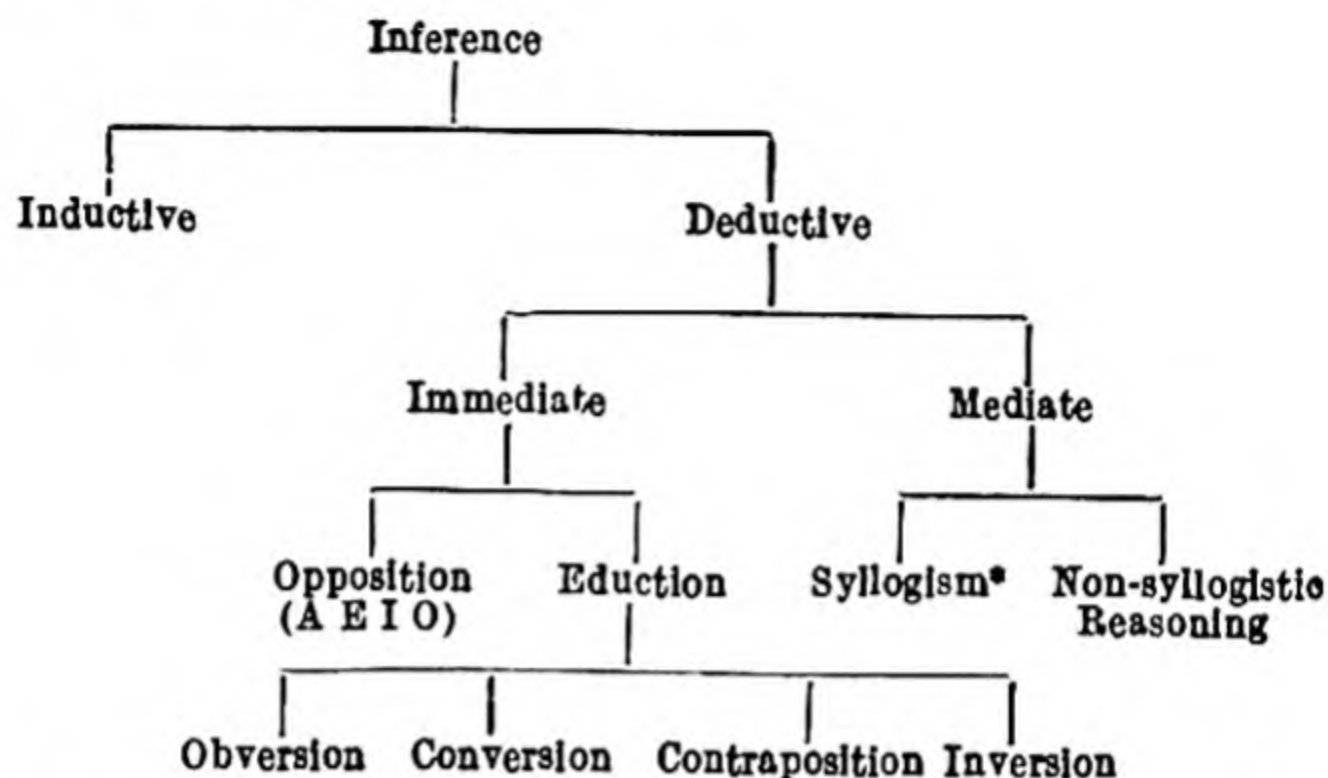 Inference
Inductive Deductive
Immediate Mediate
Opposition Eduction Syllogism* Non-syllogistic
(A E I O) Reasoning
Obversion Conversion Contraposition Inversion